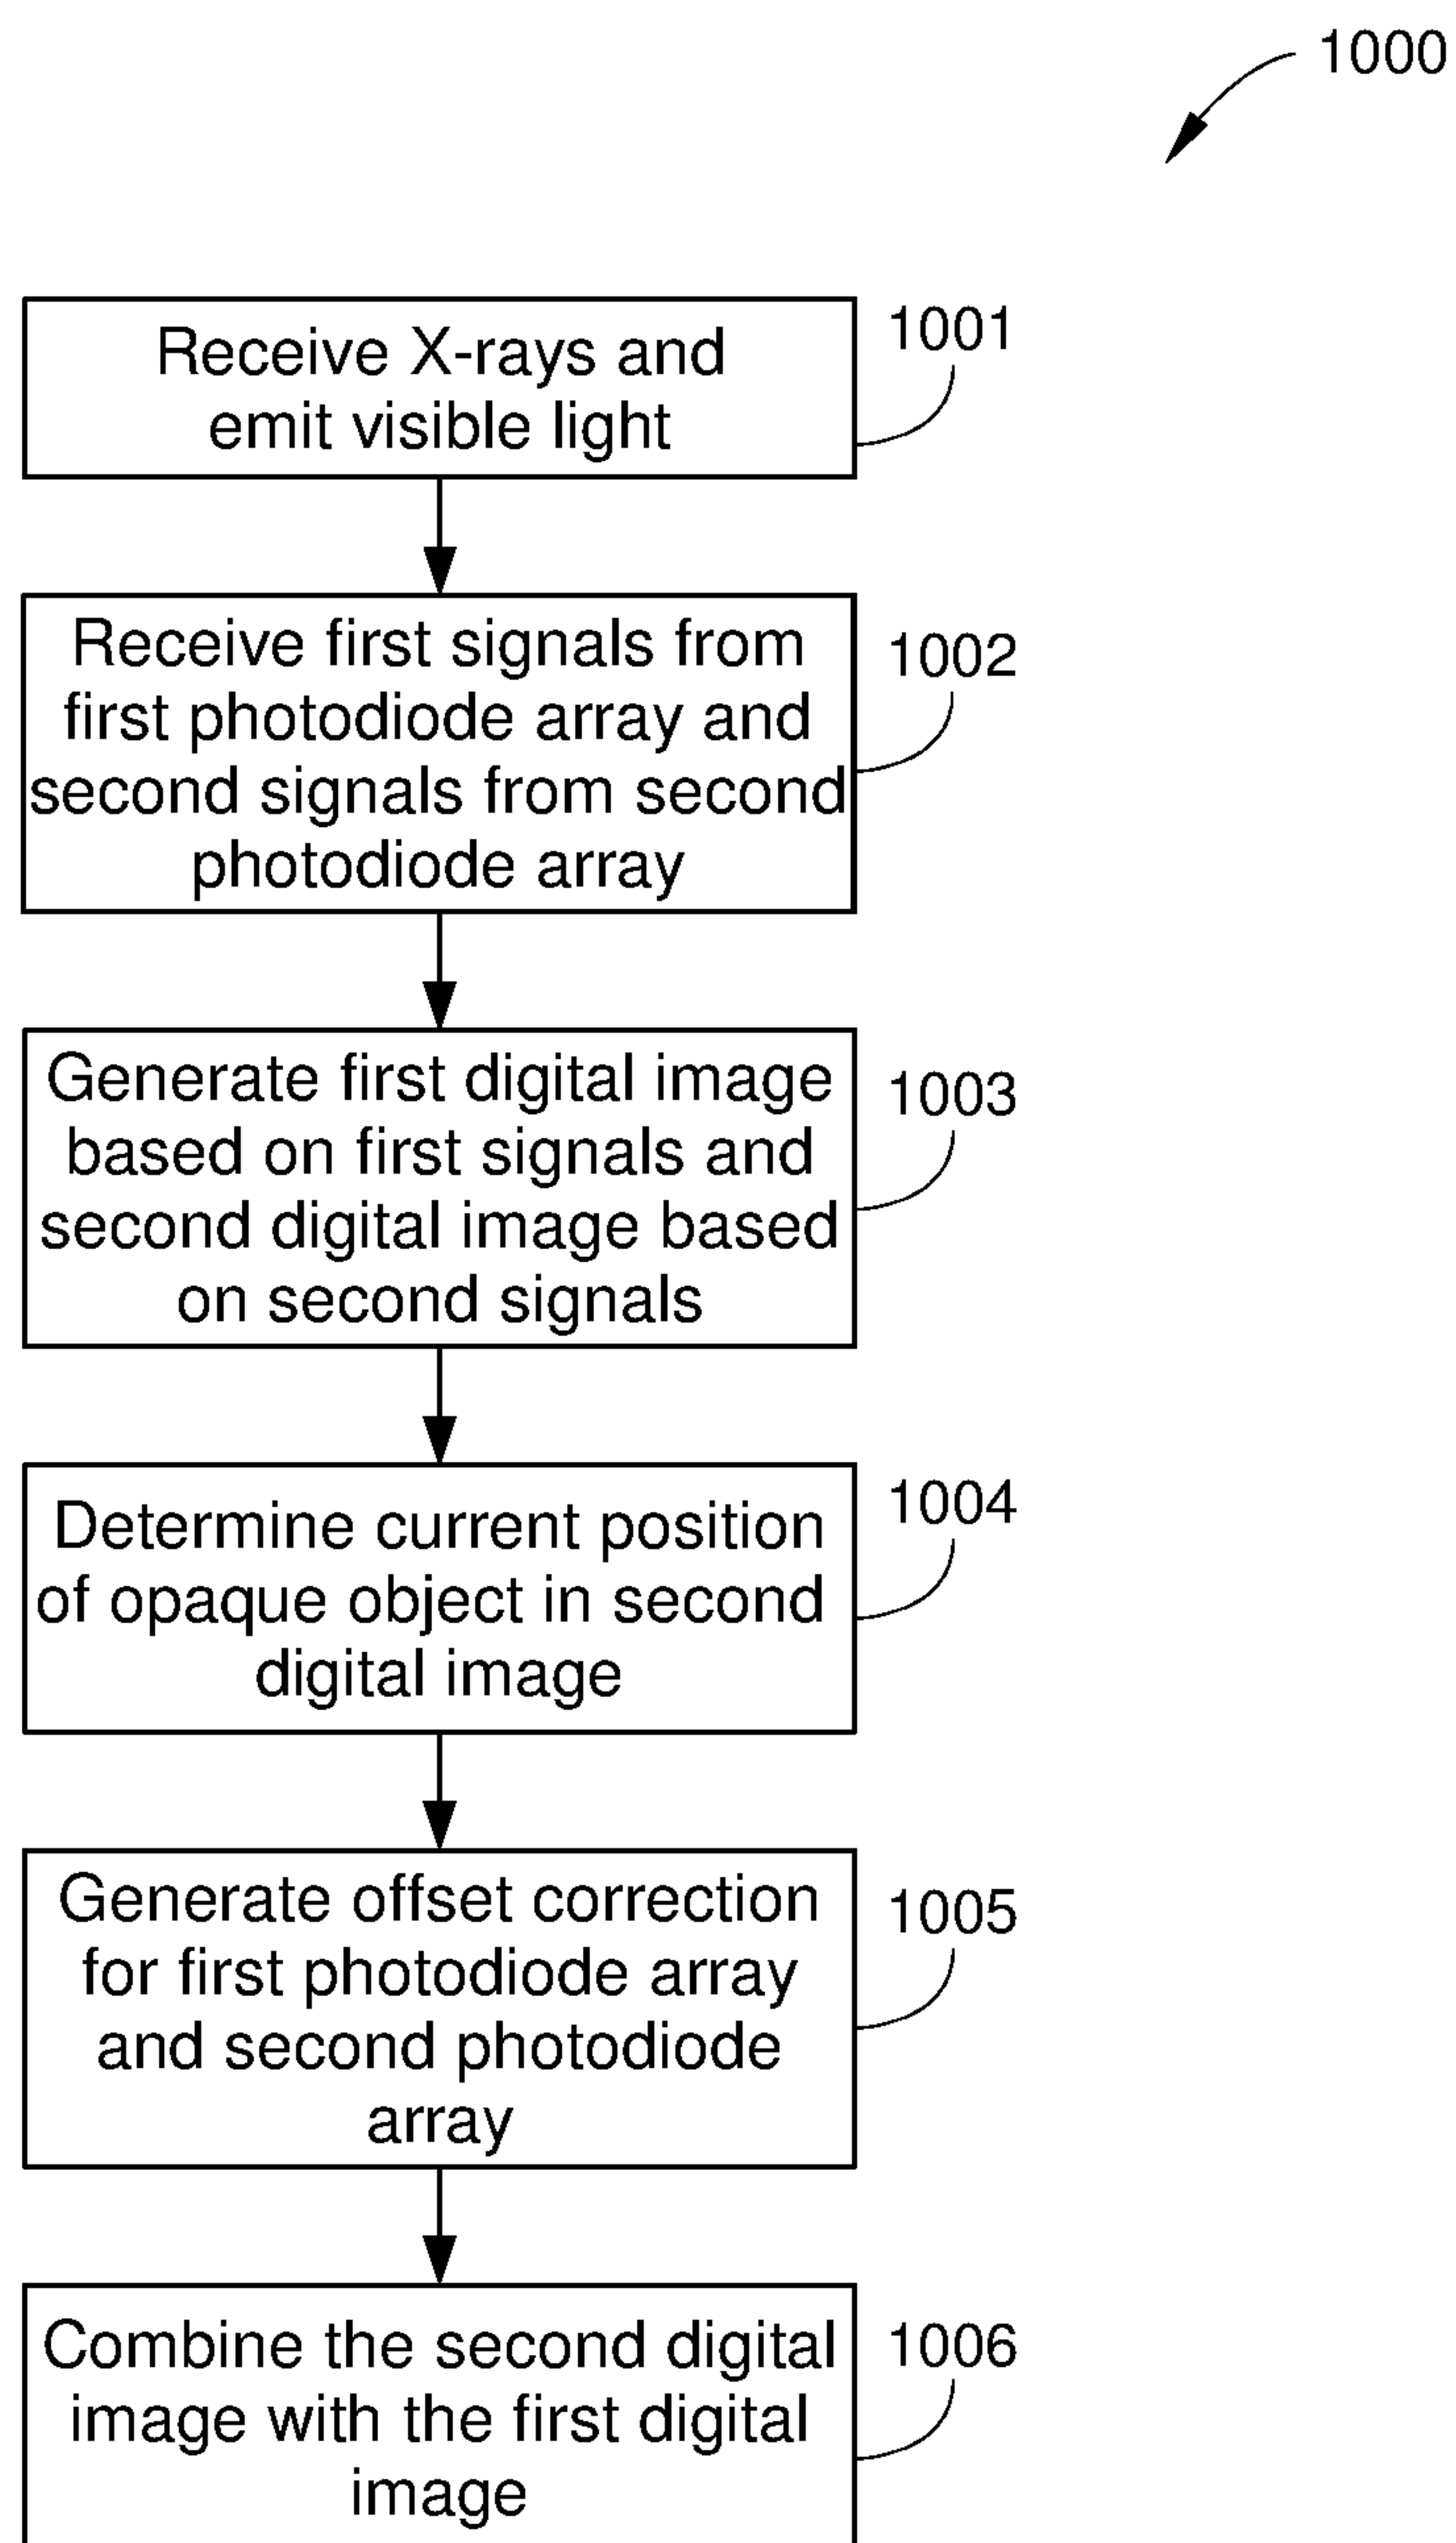 1000
Receive X-rays and
emit visible light
1001
Receive first signals from
first photodiode array and
second signals from second
photodiode array
1002
Generate first digital image
based on first signals and
second digital image based
on second signals
1003
Determine current position
of opaque object in second
digital image
1004
Generate offset correction
for first photodiode array
and second photodiode
array
1005
Combine the second digital
image with the first digital
image
1006